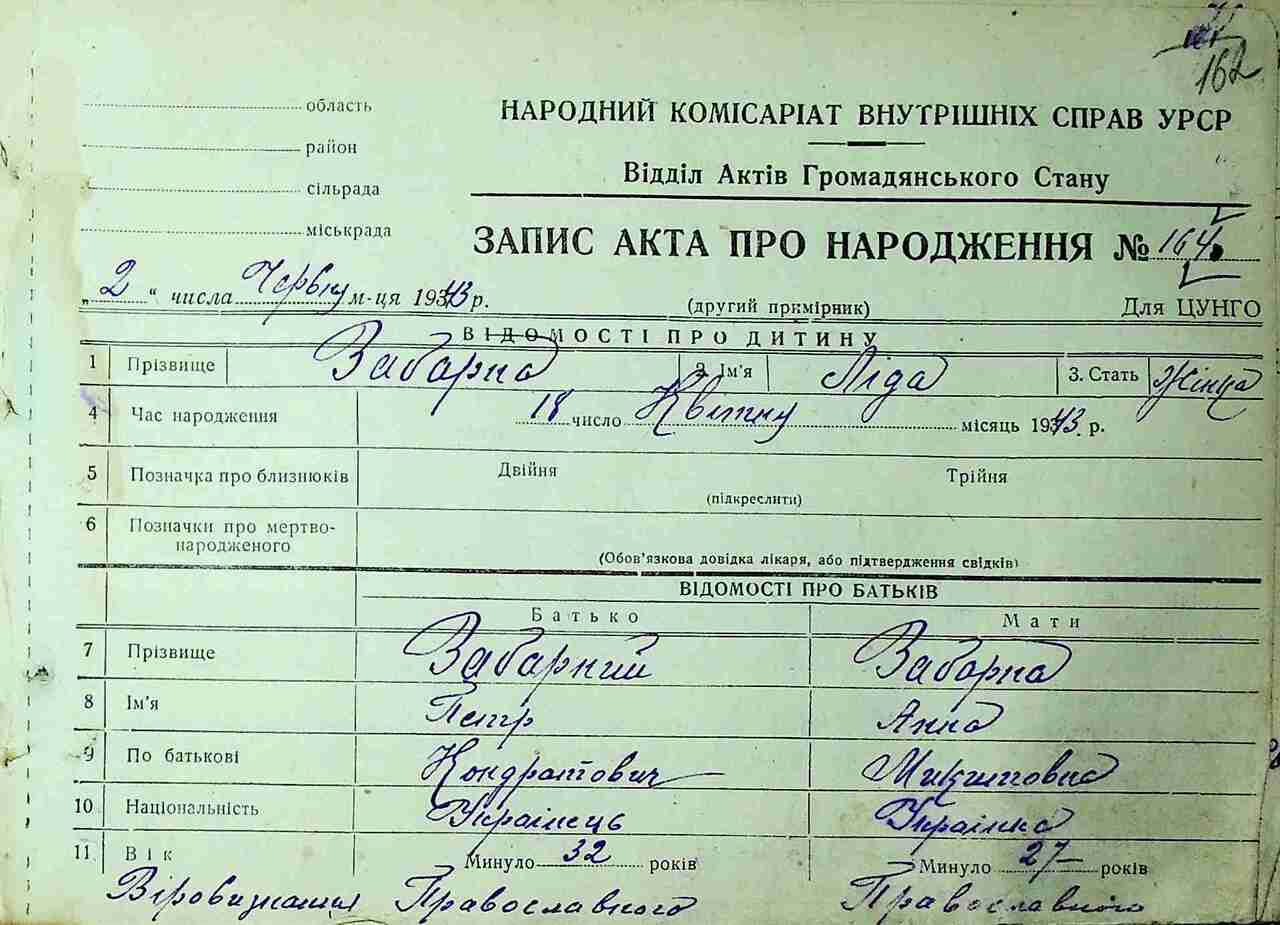 162
область
район
сільрада
міськрада
НАРОДНИЙ КОМІСАРІАТ ВНУТРІШНІХ СПРАВ УРСР
Відділ Актів Громадянського Стану
ЗАПИС АКТА ПРО НАРОДЖЕННЯ № 164
„2“ числа Червня м-ця 1943 р. (другий примірник) Для ЦУНГО
ВІДОМОСТІ ПРО ДИТИНУ
1 Прізвище Забарна 2. Ім'я Ліда 3. Стать Жінка
4 Час народження 18 число Квітня місяць 1943. р.
5 Позначка про близнюків Двійня Трійня
(підкреслити)
6 Позначки про мертво-
народженого
(Обов'язкова довідка лікаря, або підтвердження свідків)
ВІДОМОСТІ ПРО БАТЬКІВ
Батько Мати
7 Прізвище Забарний Забарна
8 Ім'я Петр Анна
9 По батькові Кондратович Микитовна
10 Національність Українець Українка
11 Вік Минуло 32 років Минуло 27 років
Віровизнання Православного Православного